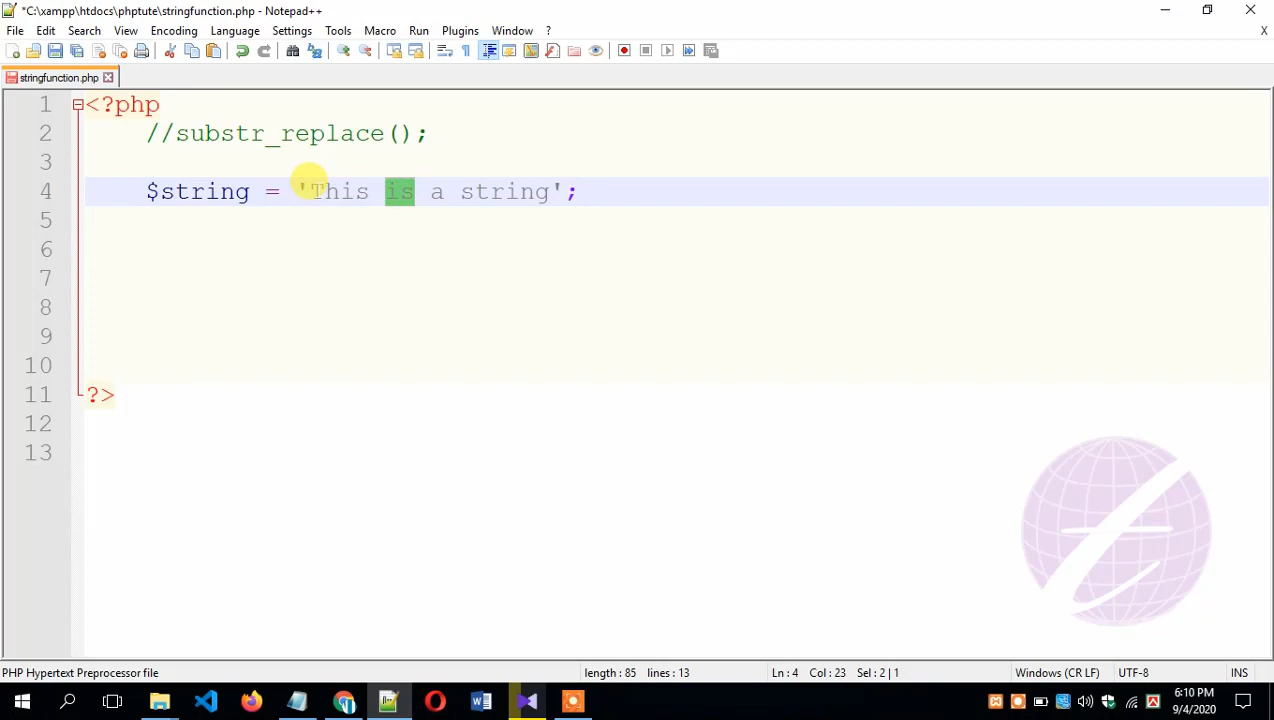 *C:\xampp\htdocs\phptute\stringfunction.php - Notepad++
File Edit Search View Encoding Language Settings Tools Macro Run Plugins Window ? X
stringfunction.php
1 <?php
2 //substr_replace();
3
4 $string = 'This is a string';
5
6
7
8
9
10
11 ?>
12
13
PHP Hypertext Preprocessor file length : 85 lines : 13 Ln : 4 Col : 23 Sel : 2 | 1 Windows (CR LF) UTF-8 INS
6:10 PM
9/4/2020